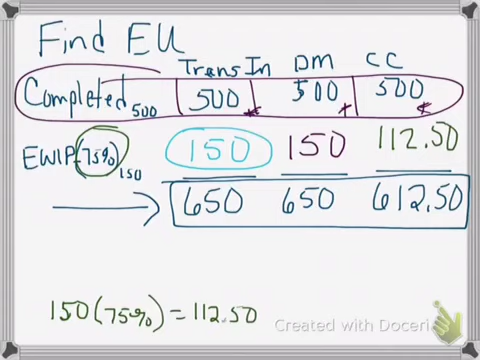 Find EU
Trans In DM CC
Completed 500 500 500 500
EWIP (75%) 150 150 150 112.50
650 650 612.50
150 (75%) = 112.50
Created with Doceri